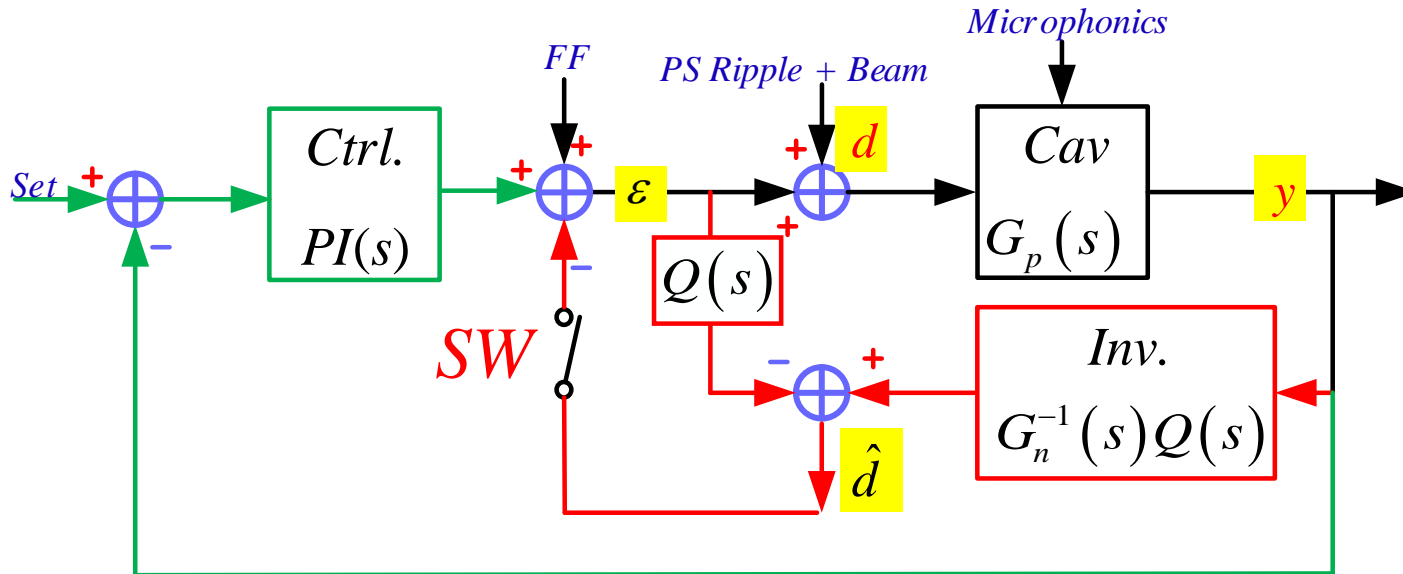 Microphonics
FF
PS Ripple + Beam
Set
+
Ctrl.
PI(s)
+
+
ε
+
d
Cav
G_p(s)
y
−
−
+
Q(s)
SW
−
+
Inv.
G_n^{-1}(s)Q(s)
d̂